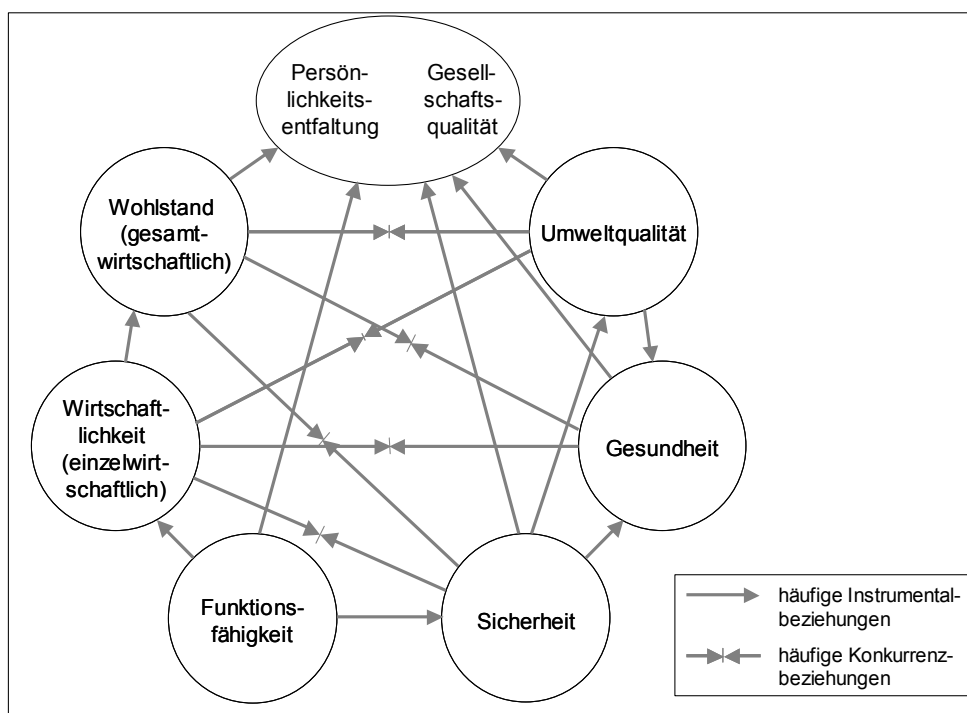 Persön-
lichkeits-
entfaltung
Gesell-
schafts-
qualität
Wohlstand
(gesamt-
wirtschaftlich)
Umweltqualität
Wirtschaft-
lichkeit
(einzelwirt-
schaftlich)
Gesundheit
Funktions-
fähigkeit
Sicherheit
häufige Instrumental-
beziehungen
häufige Konkurrenz-
beziehungen